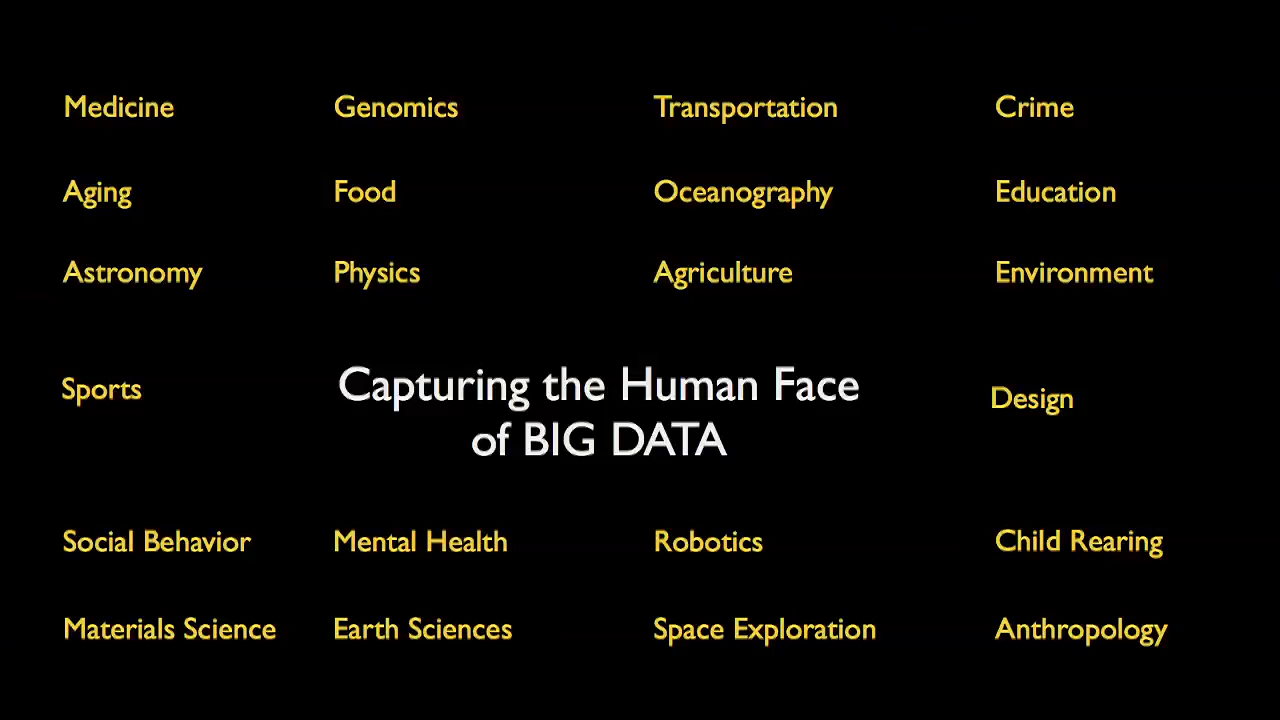 Medicine
Genomics
Transportation
Crime
Aging
Food
Oceanography
Education
Astronomy
Physics
Agriculture
Environment
Sports
Capturing the Human Face
of BIG DATA
Design
Social Behavior
Mental Health
Robotics
Child Rearing
Materials Science
Earth Sciences
Space Exploration
Anthropology